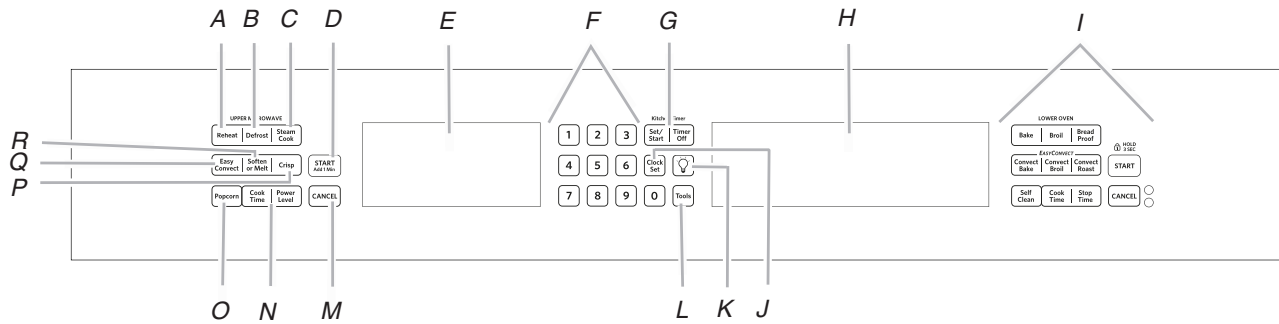 A B C D E F G H I
UPPER MICROWAVE
Reheat Defrost Steam Cook
Easy Convect Soften or Melt Crisp
START Add 1 Min
Popcorn Cook Time Power Level
CANCEL
1 2 3
4 5 6
7 8 9 0
Kitchen Timer
Set/ Start Timer Off
Clock Set
Tools
LOWER OVEN
Bake Broil Bread Proof
EASYCONVECT
Convect Bake Convect Broil Convect Roast
HOLD 3 SEC
START
Self Clean Cook Time Stop Time
CANCEL
R
Q
P
O N M L K J